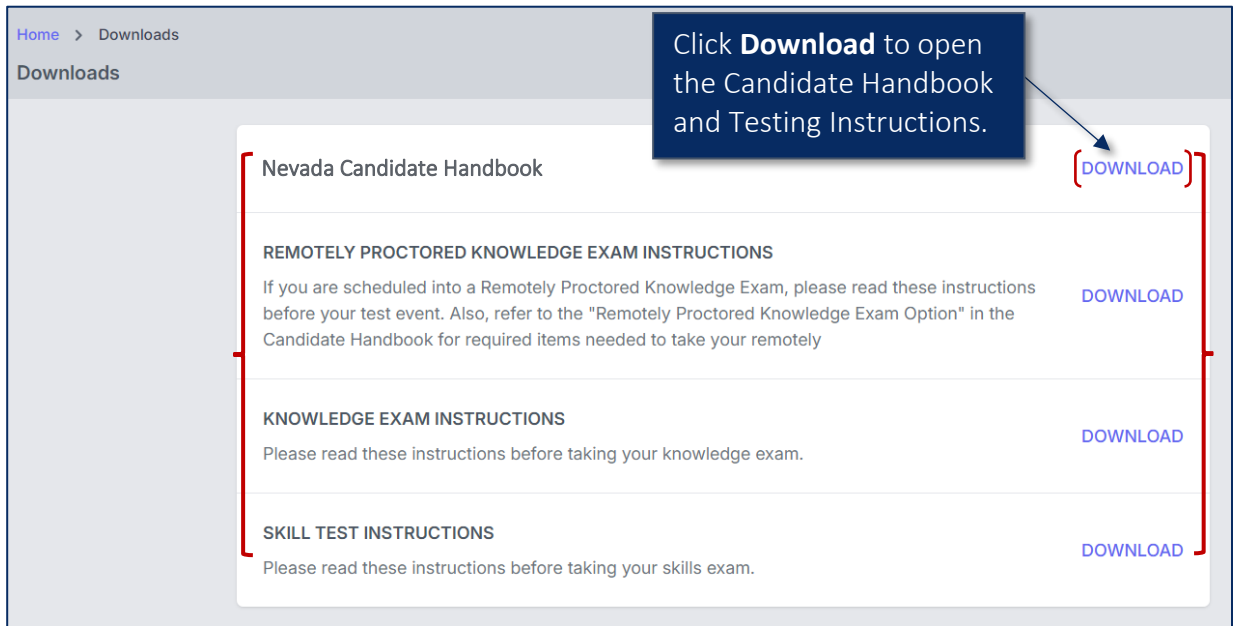 Home > Downloads
Downloads
Click Download to open
the Candidate Handbook
and Testing Instructions.
Nevada Candidate Handbook
DOWNLOAD
REMOTELY PROCTORED KNOWLEDGE EXAM INSTRUCTIONS
If you are scheduled into a Remotely Proctored Knowledge Exam, please read these instructions
before your test event. Also, refer to the "Remotely Proctored Knowledge Exam Option" in the
Candidate Handbook for required items needed to take your remotely
DOWNLOAD
KNOWLEDGE EXAM INSTRUCTIONS
Please read these instructions before taking your knowledge exam.
DOWNLOAD
SKILL TEST INSTRUCTIONS
Please read these instructions before taking your skills exam.
DOWNLOAD